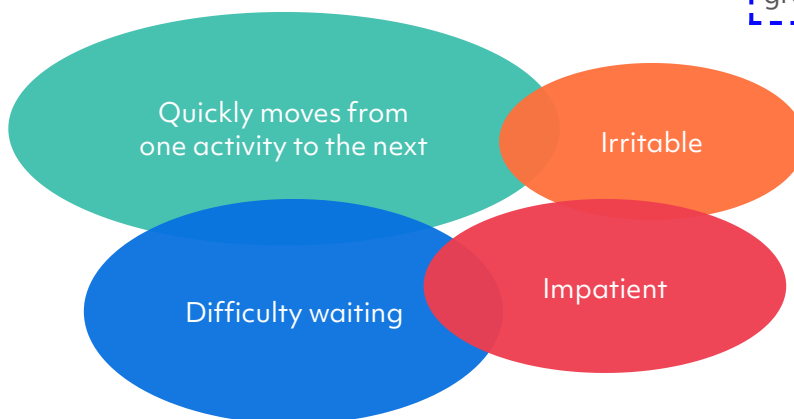 Quickly moves from
one activity to the next
Irritable
Difficulty waiting
Impatient